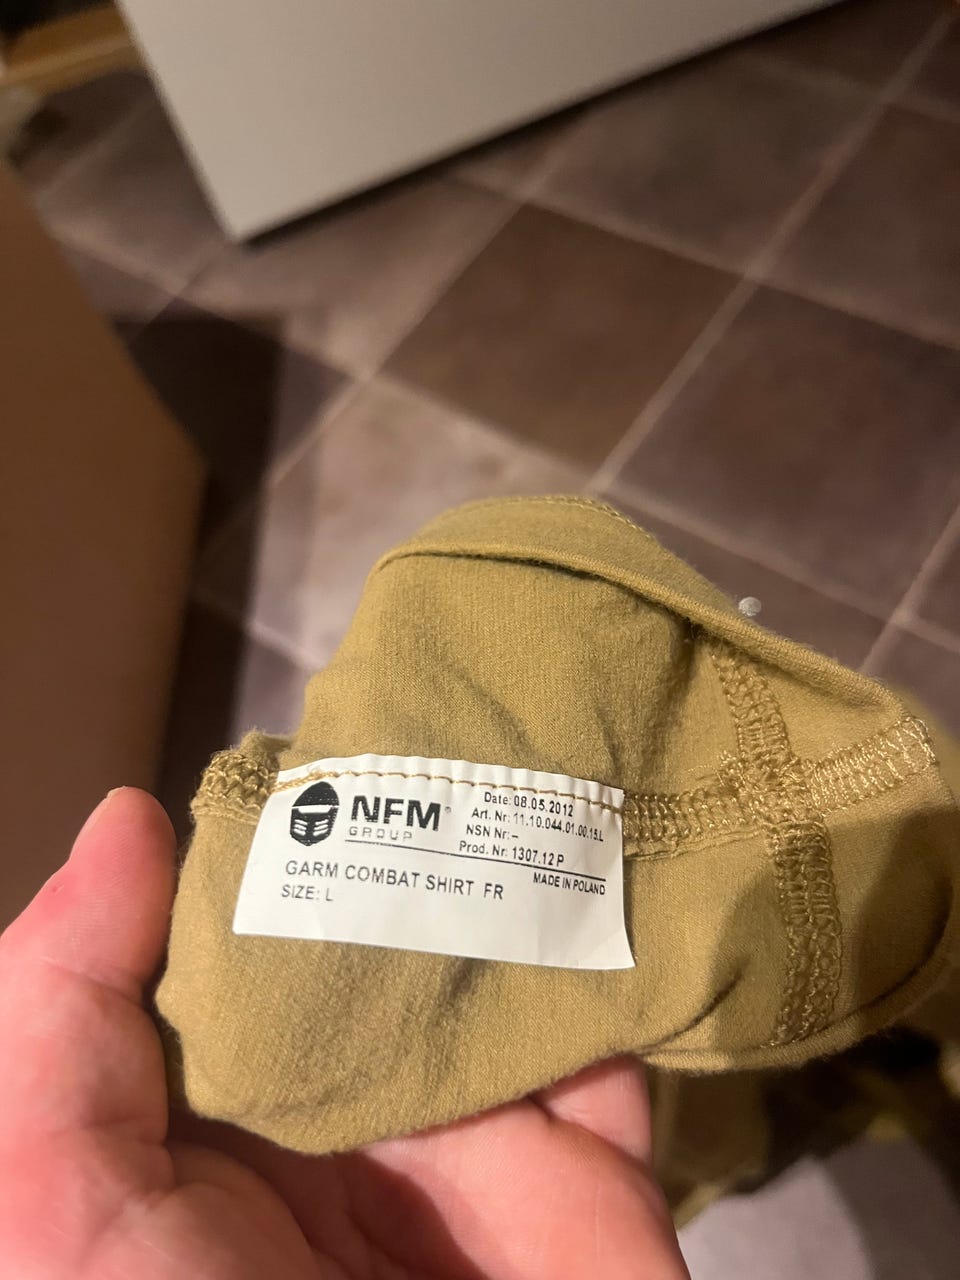 NFM®
GROUP
Date: 08.05.2012
Art. Nr: 11.10.044.01.00.15.L
NSN Nr: –
Prod. Nr: 1307.12 P
MADE IN POLAND
GARM COMBAT SHIRT FR
SIZE: L